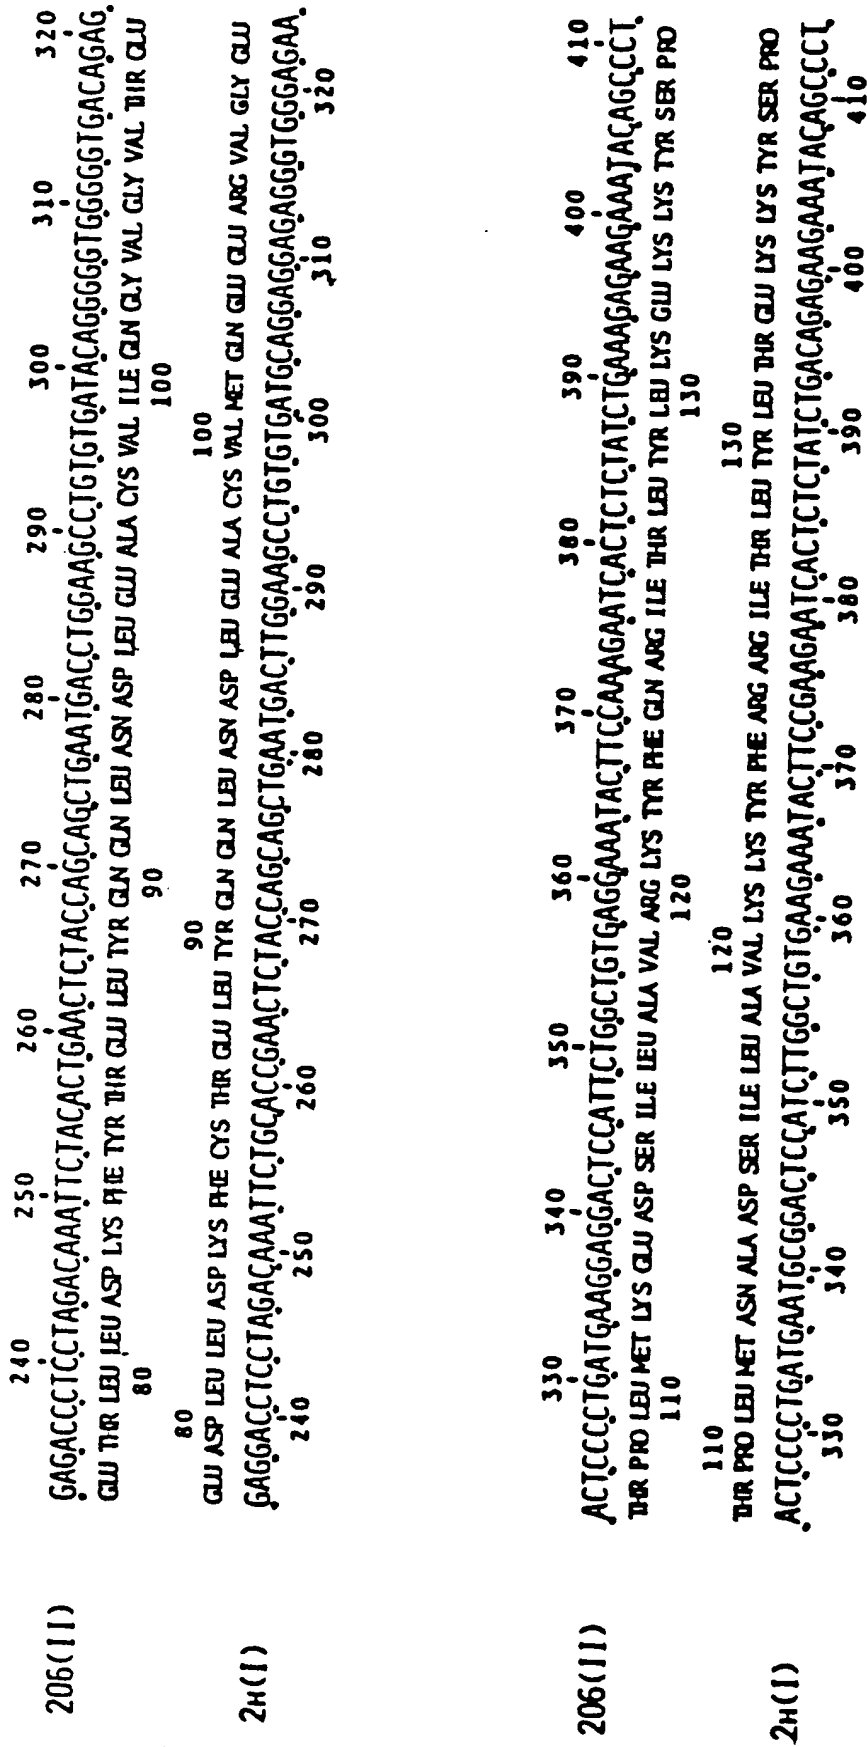 240 250 260 270 280 290 300 310 320
206(II) GAGACCCTCCTAGACAAATTCTACACTGAACTCTACCAGCAGCTGAATGACCTGGAAGCCTGTGTGATACAGGGGGTGGGGGTGACAGAG
GLU THR LEU LEU ASP LYS PHE TYR THR GLU LEU TYR GLN GLN LEU ASN ASP LEU GLU ALA CYS VAL ILE GLN GLY VAL GLY VAL THR GLU
80 90 100
80 90 100
GLU ASP LEU LEU ASP LYS PHE CYS THR GLU LEU TYR GLN GLN LEU ASN ASP LEU GLU ALA CYS VAL MET GLN GLU GLU ARG VAL GLY GLU
2H(I) GAGGACCTCCTAGACAAATTCTGCACCGAACTCTACCAGCAGCTGAATGACTTGGAAGCCTGTGTGATGCAGGAGGAGAGGGTGGGAGAA
240 250 260 270 280 290 300 310 320
330 340 350 360 370 380 390 400 410
206(II) ACTCCCCTGATGAAGGAGGACTCCATTCTGGCTGTGAGGAAATACTTCCAAAGAATCACTCTCTATCTGAAAGAGAAGAAATACAGCCCT
THR PRO LEU MET LYS GLU ASP SER ILE LEU ALA VAL ARG LYS TYR PHE GLN ARG ILE THR LEU TYR LEU LYS GLU LYS LYS TYR SER PRO
110 120 130
110 120 130
THR PRO LEU MET ASN ALA ASP SER ILE LEU ALA VAL LYS LYS TYR PHE ARG ARG ILE THR LEU TYR LEU THR GLU LYS LYS TYR SER PRO
2H(I) ACTCCCCTGATGAATGCGGACTCCATCTTGGCTGTGAAGAAATACTTCCGAAGAATCACTCTCTATCTGACAGAGAAGAAATACAGCCCT
330 340 350 360 370 380 390 400 410